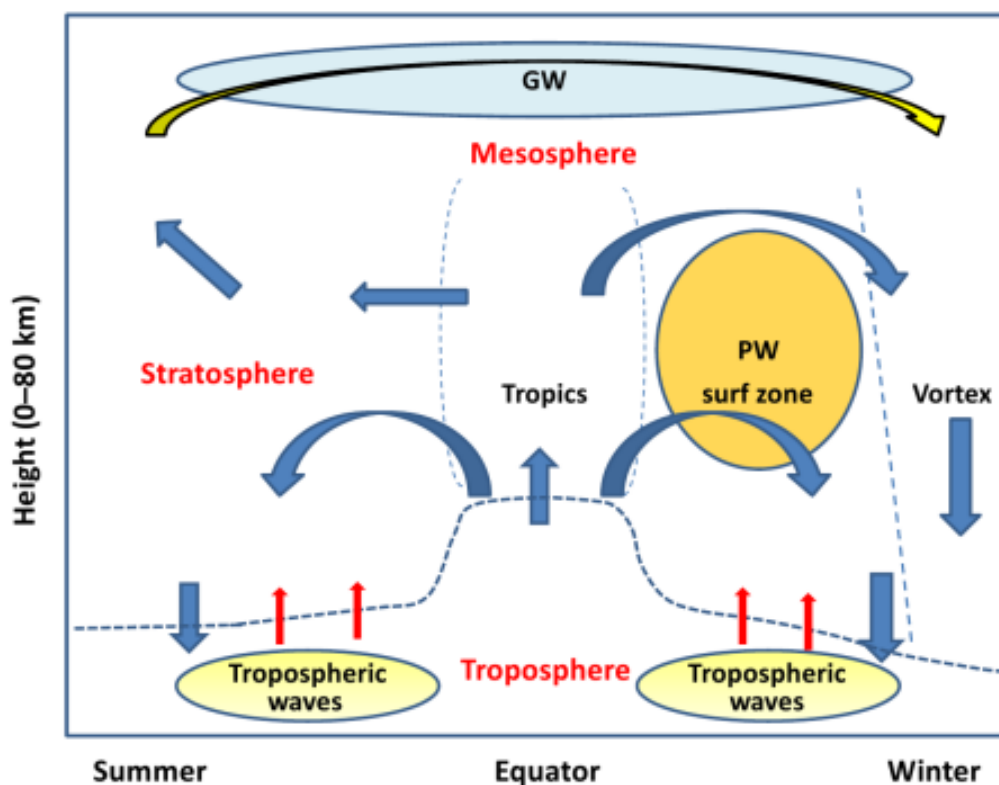 GW
Mesosphere
Stratosphere
Tropics
PW
surf zone
Vortex
Height (0–80 km)
Tropospheric
waves
Troposphere
Tropospheric
waves
Summer
Equator
Winter